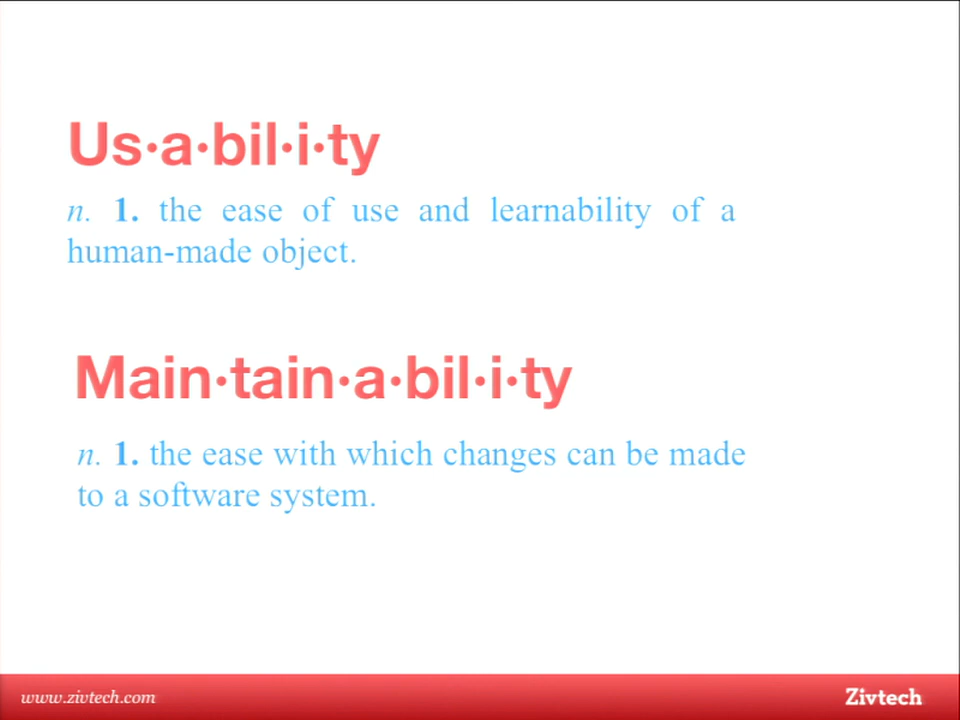 Us·a·bil·i·ty
n. 1. the ease of use and learnability of a
human-made object.
Main·tain·a·bil·i·ty
n. 1. the ease with which changes can be made
to a software system.
www.zivtech.com
Zivtech